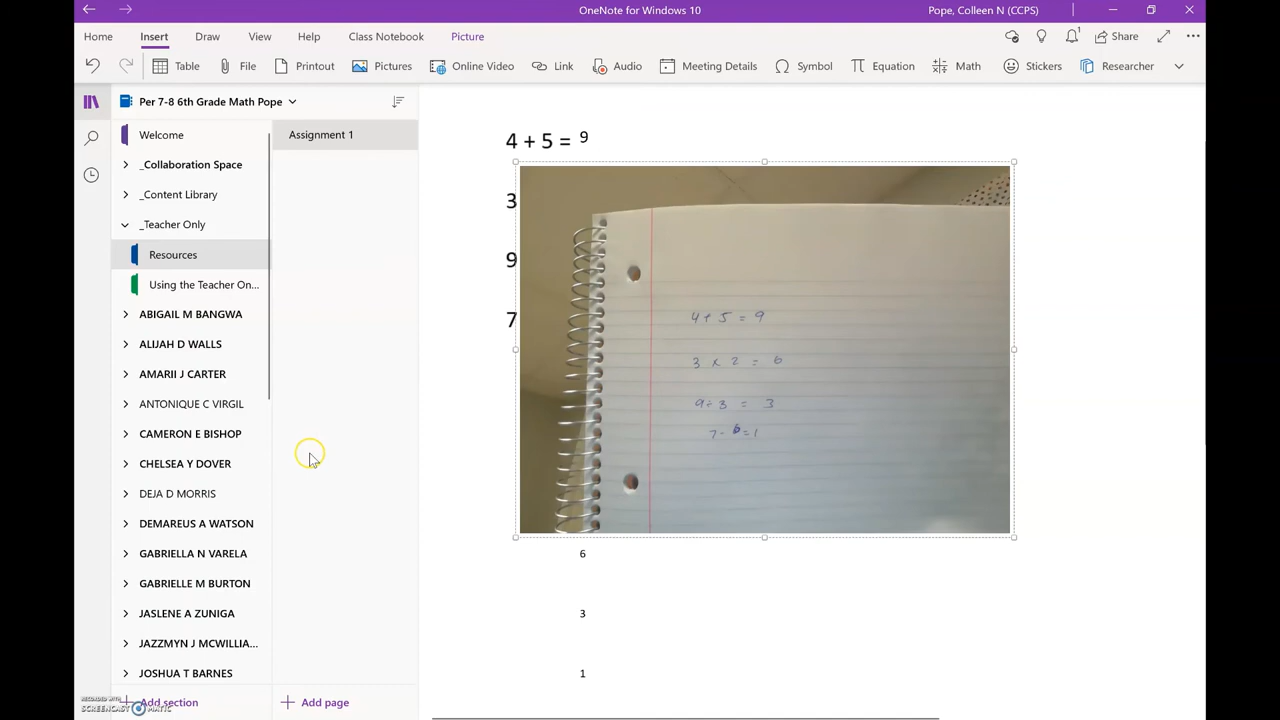 OneNote for Windows 10
Pope, Colleen N (CCPS)
Home Insert Draw View Help Class Notebook Picture
Share
Table File Printout Pictures Online Video Link Audio Meeting Details Symbol Equation Math Stickers Researcher
Per 7-8 6th Grade Math Pope
Welcome
_Collaboration Space
_Content Library
_Teacher Only
Resources
Using the Teacher On...
ABIGAIL M BANGWA
ALIJAH D WALLS
AMARII J CARTER
ANTONIQUE C VIRGIL
CAMERON E BISHOP
CHELSEA Y DOVER
DEJA D MORRIS
DEMAREUS A WATSON
GABRIELLA N VARELA
GABRIELLE M BURTON
JASLENE A ZUNIGA
JAZZMYN J MCWILLIA...
JOSHUA T BARNES
Add section
RECORDED WITH
SCREENCAST MATIC
Assignment 1
Add page
4 + 5 = 9
3
9
7
4 + 5 = 9
3 x 2 = 6
9 ÷ 3 = 3
7 - 6 = 1
6
3
1